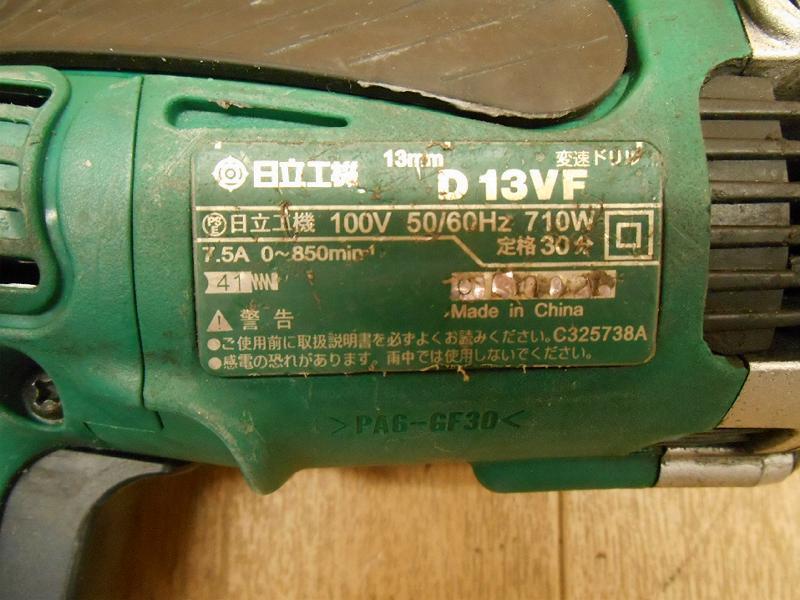 日立工機 13mm 変速ドリル
D 13VF
PSE 日立工機 100V 50/60Hz 710W
7.5A 0～850min⁻¹ 定格 30分
41
Made in China
⚠ 警告
●ご使用前に取扱説明書を必ずよくお読みください。C325738A
●感電の恐れがあります。雨中では使用しないでください。
>PA6-GF30<